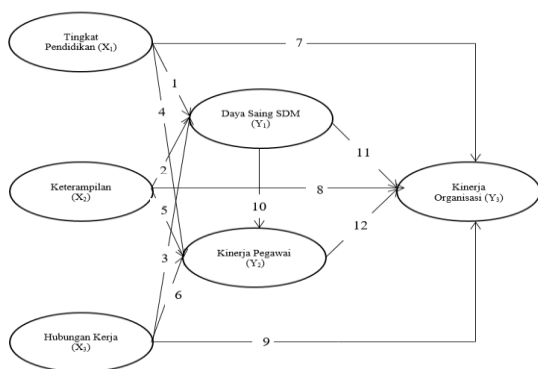 Tingkat
Pendidikan (X₁)
7
1
4
Daya Saing SDM
(Y₁)
11
2
Keterampilan
(X₂)
8
Kinerja
Organisasi (Y₃)
5
10
12
Kinerja Pegawai
(Y₂)
3
6
Hubungan Kerja
(X₃)
9